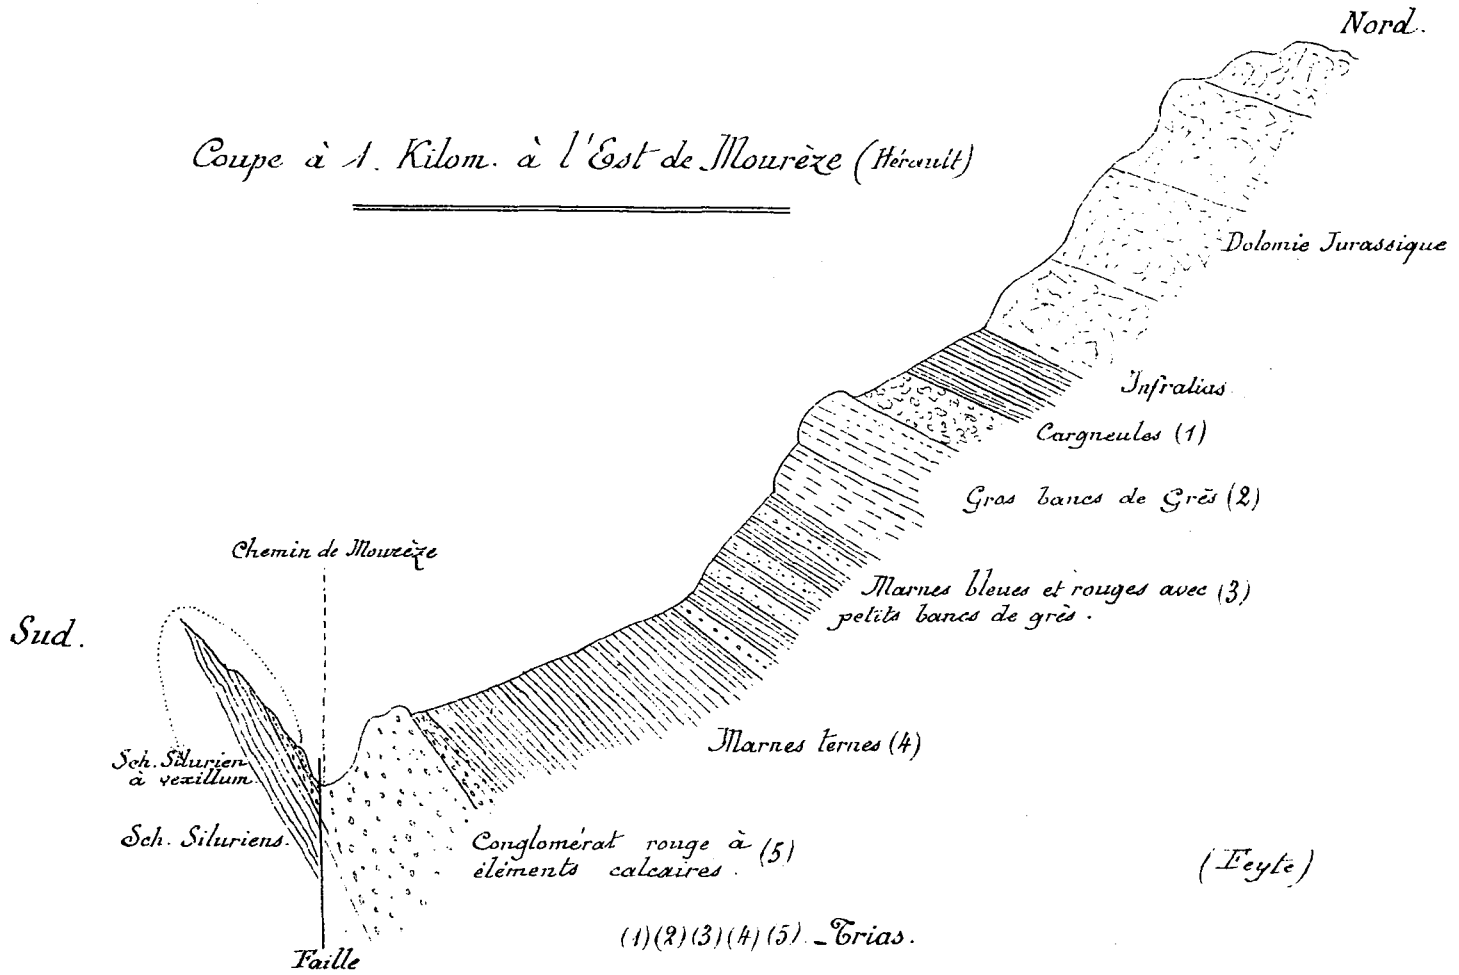 Nord.
Coupe à 1. Kilom. à l'Est de Mourèze (Hérault)
Dolomie Jurassique
Infralias
Cargneules (1)
Gros bancs de Grès (2)
Chemin de Mourèze
Marnes bleues et rouges avec (3)
petits bancs de grès.
Sud.
Marnes ternes (4)
Sch. Silurien
à vexillum
Sch. Siluriens.
Conglomérat rouge à (5)
éléments calcaires.
(Feyte)
(1)(2)(3)(4)(5) - Trias.
Faille